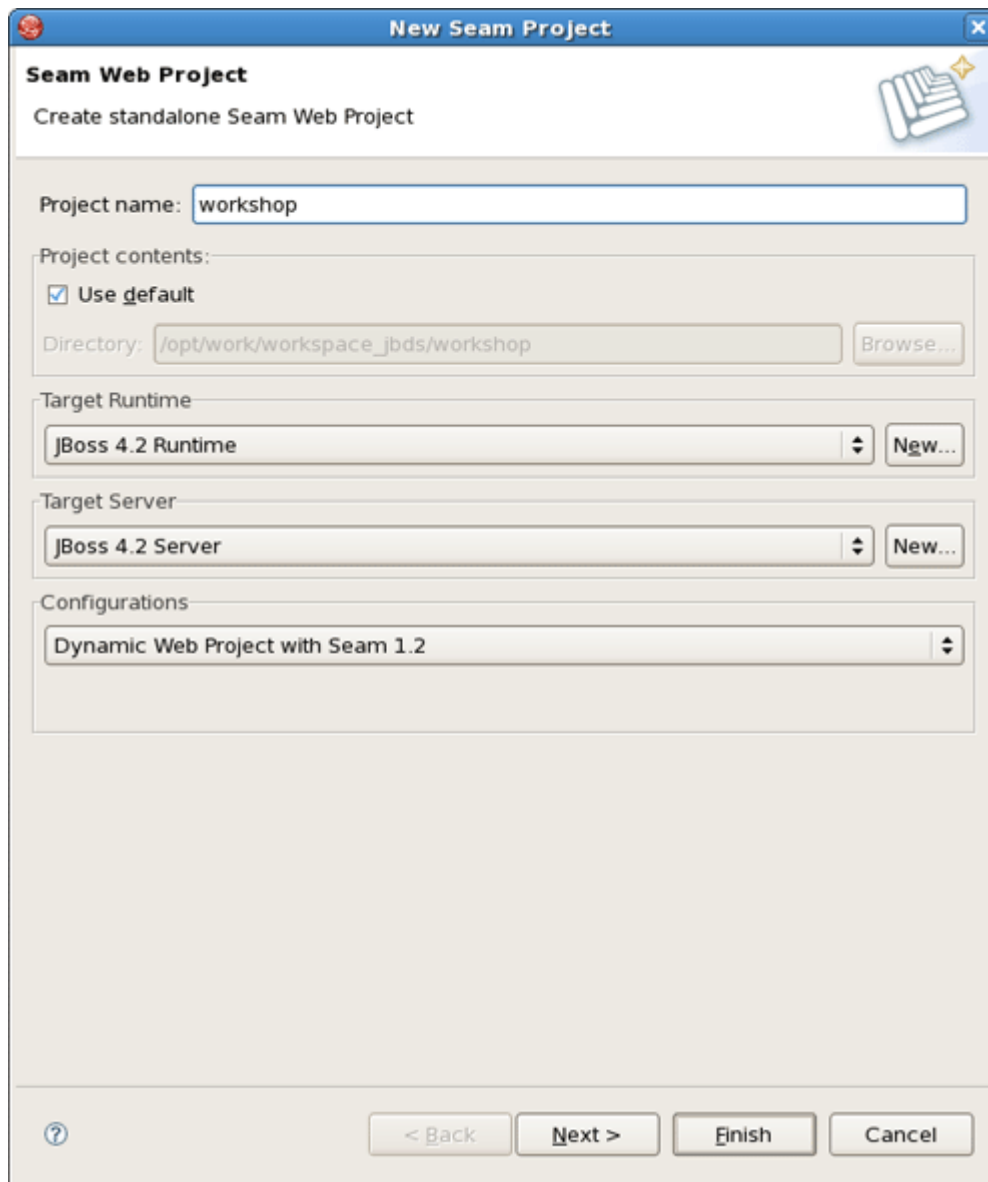 New Seam Project
Seam Web Project
Create standalone Seam Web Project
Project name: workshop
Project contents:
Use default
Directory: /opt/work/workspace_jbds/workshop Browse...
Target Runtime
JBoss 4.2 Runtime New...
Target Server
JBoss 4.2 Server New...
Configurations
Dynamic Web Project with Seam 1.2
< Back Next > Finish Cancel